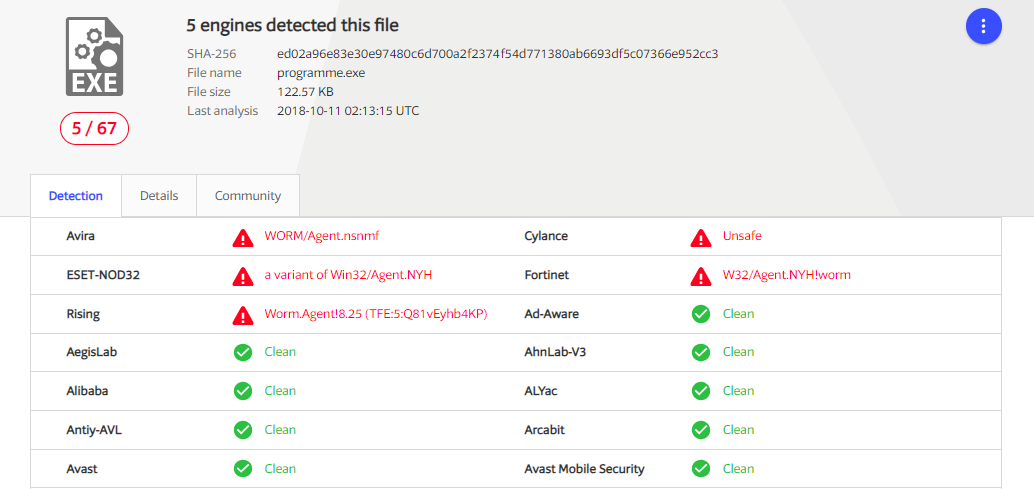 EXE
5 / 67
5 engines detected this file
SHA-256 ed02a96e83e30e97480c6d700a2f2374f54d771380ab6693df5c07366e952cc3
File name programme.exe
File size 122.57 KB
Last analysis 2018-10-11 02:13:15 UTC
Detection Details Community
Avira WORM/Agent.nsnmf Cylance Unsafe
ESET-NOD32 a variant of Win32/Agent.NYH Fortinet W32/Agent.NYH!worm
Rising Worm.Agent!8.25 (TFE:5:Q81vEyhb4KP) Ad-Aware Clean
AegisLab Clean AhnLab-V3 Clean
Alibaba Clean ALYac Clean
Antiy-AVL Clean Arcabit Clean
Avast Clean Avast Mobile Security Clean